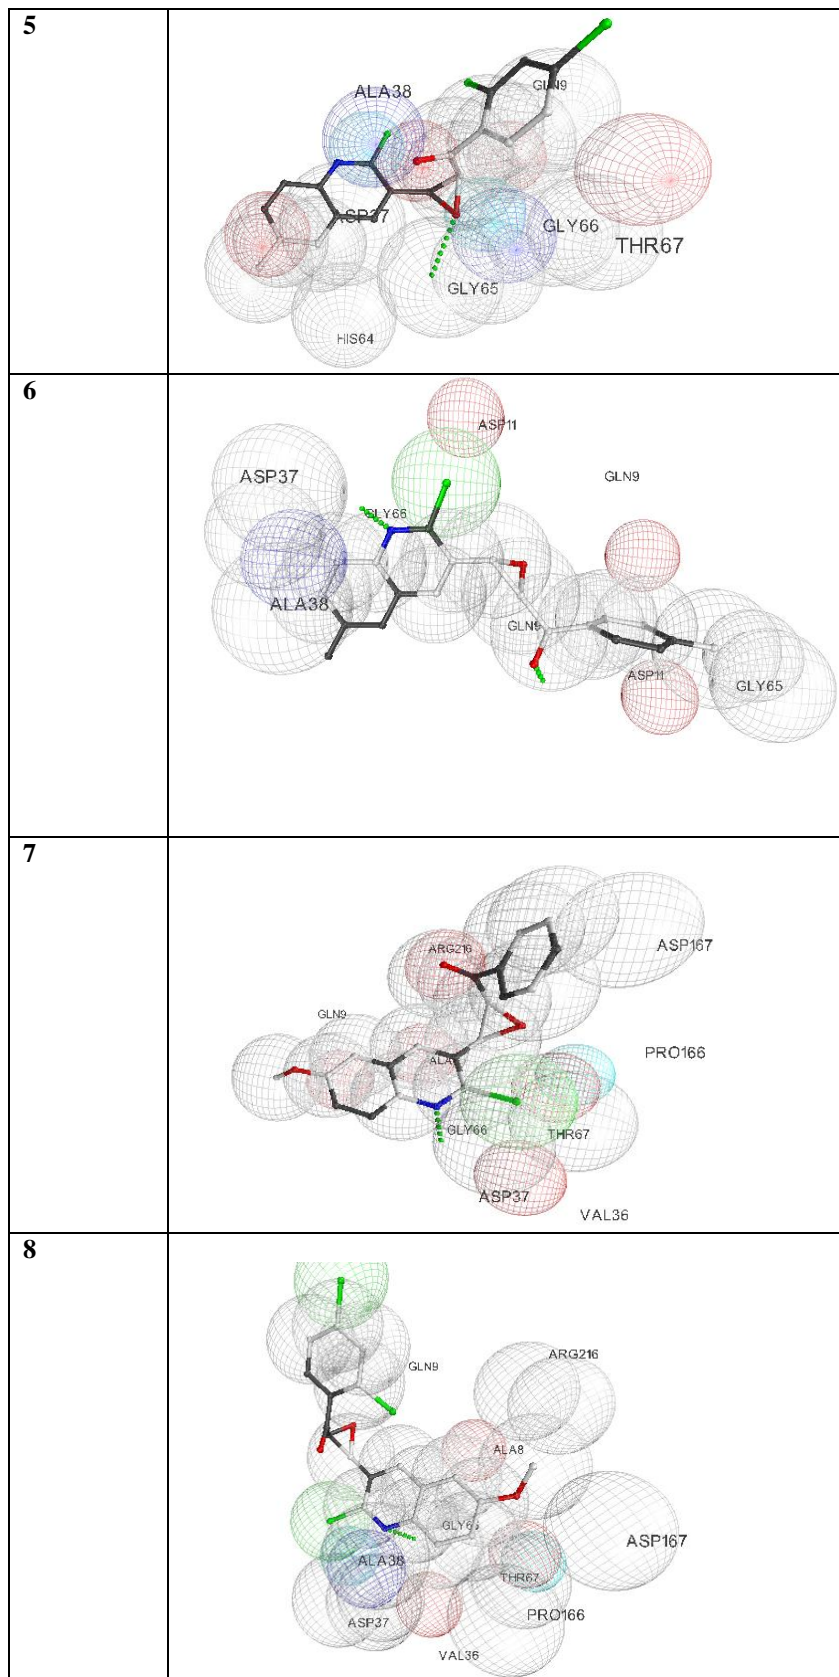 5
GLN9
ALA38
ASP37
GLY66
THR67
GLY65
HIS64
6
ASP11
ASP37
GLN9
GLY66
ALA38
GLN9
ASP11
GLY65
7
ARG216
ASP167
GLN9
PRO166
GLY66
THR67
ASP37
VAL36
8
ARG216
GLN9
ALA8
ASP167
ALA38
THR67
PRO166
ASP37
VAL36